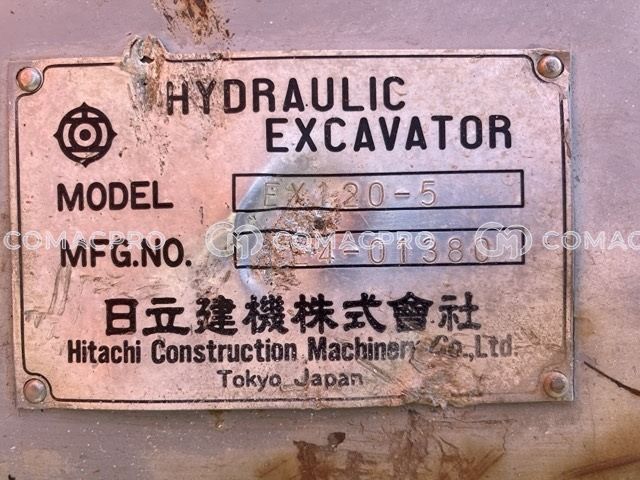 HYDRAULIC
EXCAVATOR
MODEL EX120-5
MFG.NO.
COMACPRO COMACPRO COMACPRO
日立建機株式會社
Hitachi Construction Machinery Co.,Ltd.
Tokyo Japan